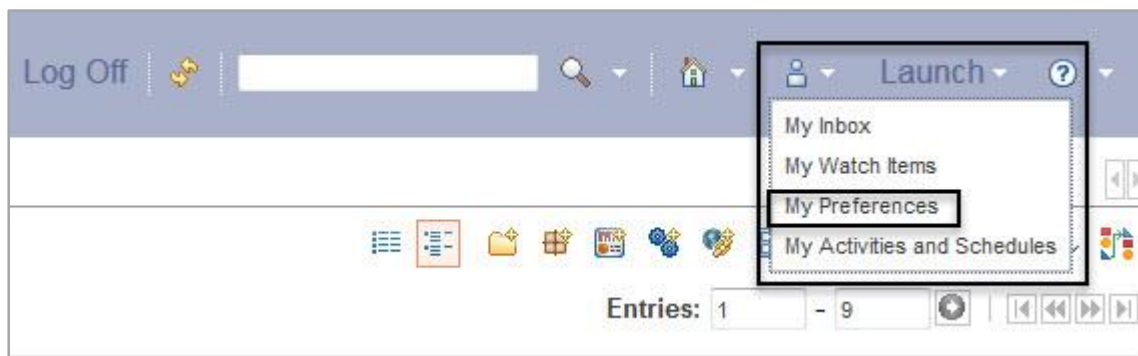 Log Off
Launch
?
My Inbox
My Watch Items
My Preferences
My Activities and Schedules
Entries: 1 - 9